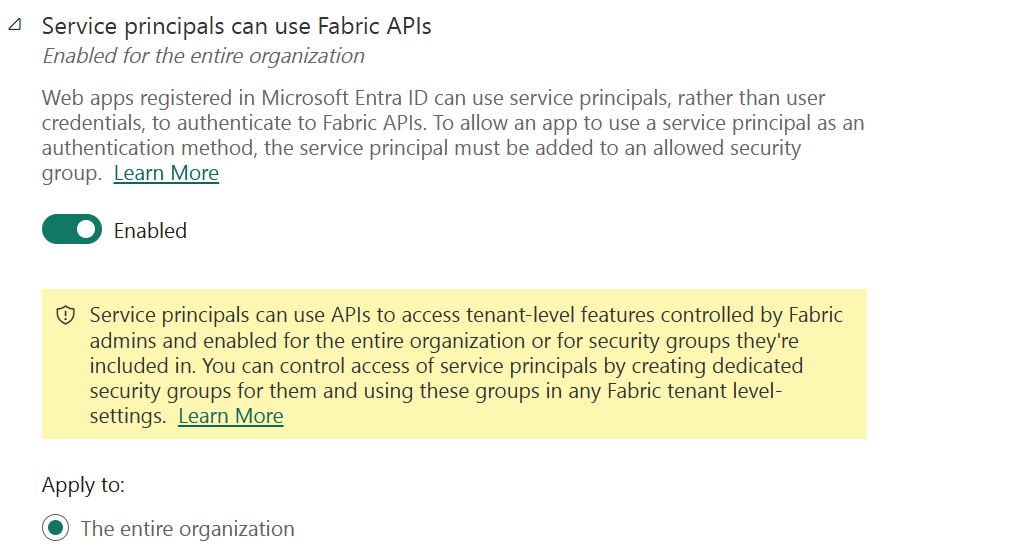 Service principals can use Fabric APIs
Enabled for the entire organization
Web apps registered in Microsoft Entra ID can use service principals, rather than user
credentials, to authenticate to Fabric APIs. To allow an app to use a service principal as an
authentication method, the service principal must be added to an allowed security
group. Learn More
Enabled
Service principals can use APIs to access tenant-level features controlled by Fabric
admins and enabled for the entire organization or for security groups they're
included in. You can control access of service principals by creating dedicated
security groups for them and using these groups in any Fabric tenant level-
settings. Learn More
Apply to:
The entire organization